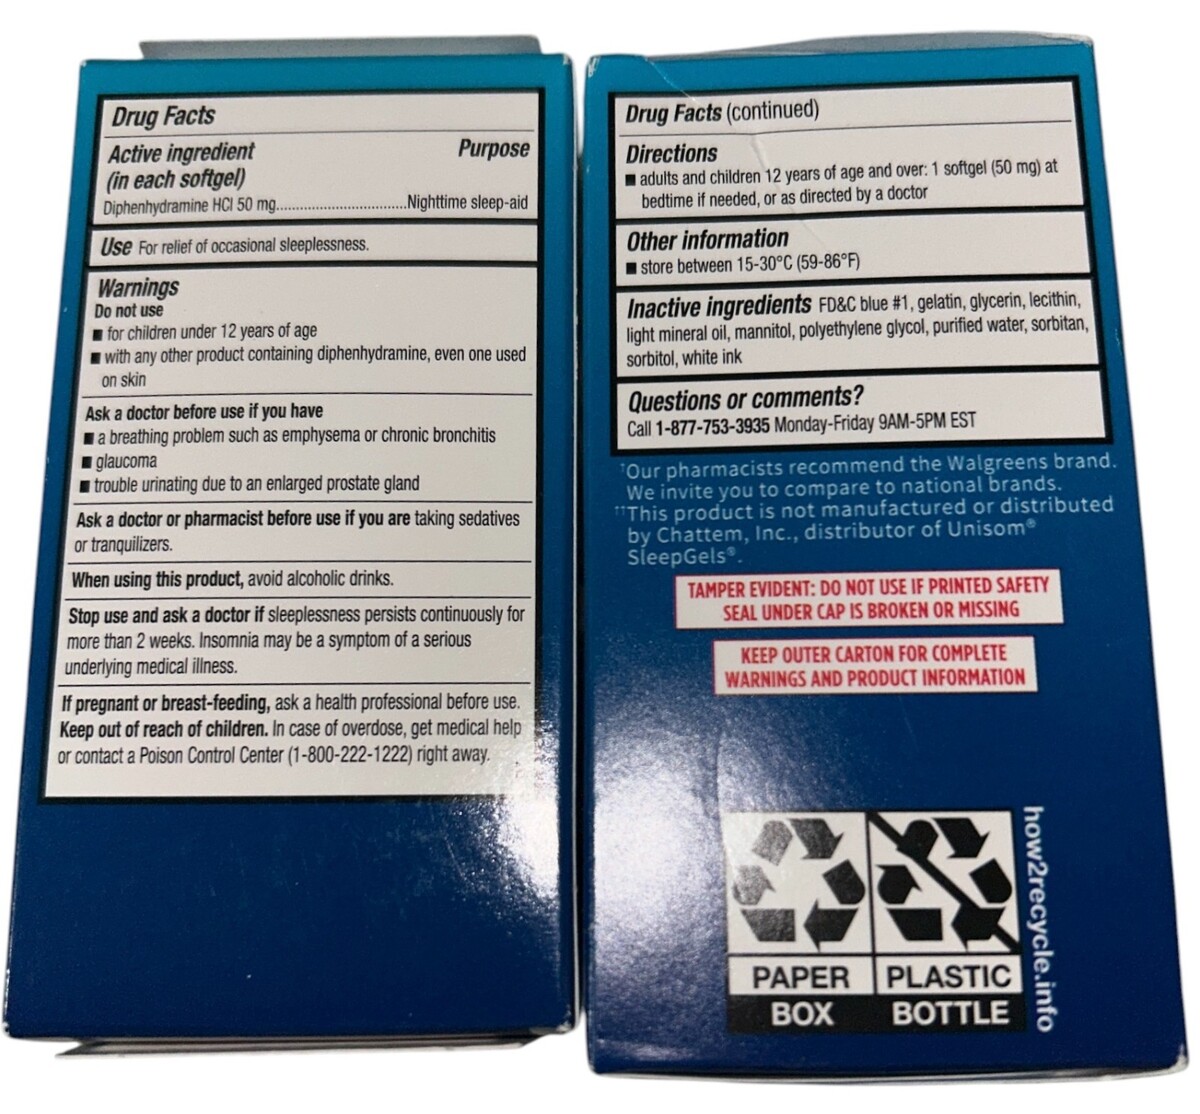 Drug Facts
Active ingredient Purpose
(in each softgel)
Diphenhydramine HCl 50 mg..................................Nighttime sleep-aid
Use For relief of occasional sleeplessness.
Warnings
Do not use
■ for children under 12 years of age
■ with any other product containing diphenhydramine, even one used
on skin
Ask a doctor before use if you have
■ a breathing problem such as emphysema or chronic bronchitis
■ glaucoma
■ trouble urinating due to an enlarged prostate gland
Ask a doctor or pharmacist before use if you are taking sedatives
or tranquilizers.
When using this product, avoid alcoholic drinks.
Stop use and ask a doctor if sleeplessness persists continuously for
more than 2 weeks. Insomnia may be a symptom of a serious
underlying medical illness.
If pregnant or breast-feeding, ask a health professional before use.
Keep out of reach of children. In case of overdose, get medical help
or contact a Poison Control Center (1-800-222-1222) right away.
Drug Facts (continued)
Directions
■ adults and children 12 years of age and over: 1 softgel (50 mg) at
bedtime if needed, or as directed by a doctor
Other information
■ store between 15-30°C (59-86°F)
Inactive ingredients FD&C blue #1, gelatin, glycerin, lecithin,
light mineral oil, mannitol, polyethylene glycol, purified water, sorbitan,
sorbitol, white ink
Questions or comments?
Call 1-877-753-3935 Monday-Friday 9AM-5PM EST
†Our pharmacists recommend the Walgreens brand.
We invite you to compare to national brands.
††This product is not manufactured or distributed
by Chattem, Inc., distributor of Unisom®
SleepGels®.
TAMPER EVIDENT: DO NOT USE IF PRINTED SAFETY
SEAL UNDER CAP IS BROKEN OR MISSING
KEEP OUTER CARTON FOR COMPLETE
WARNINGS AND PRODUCT INFORMATION
PAPER PLASTIC
BOX BOTTLE
how2recycle.info